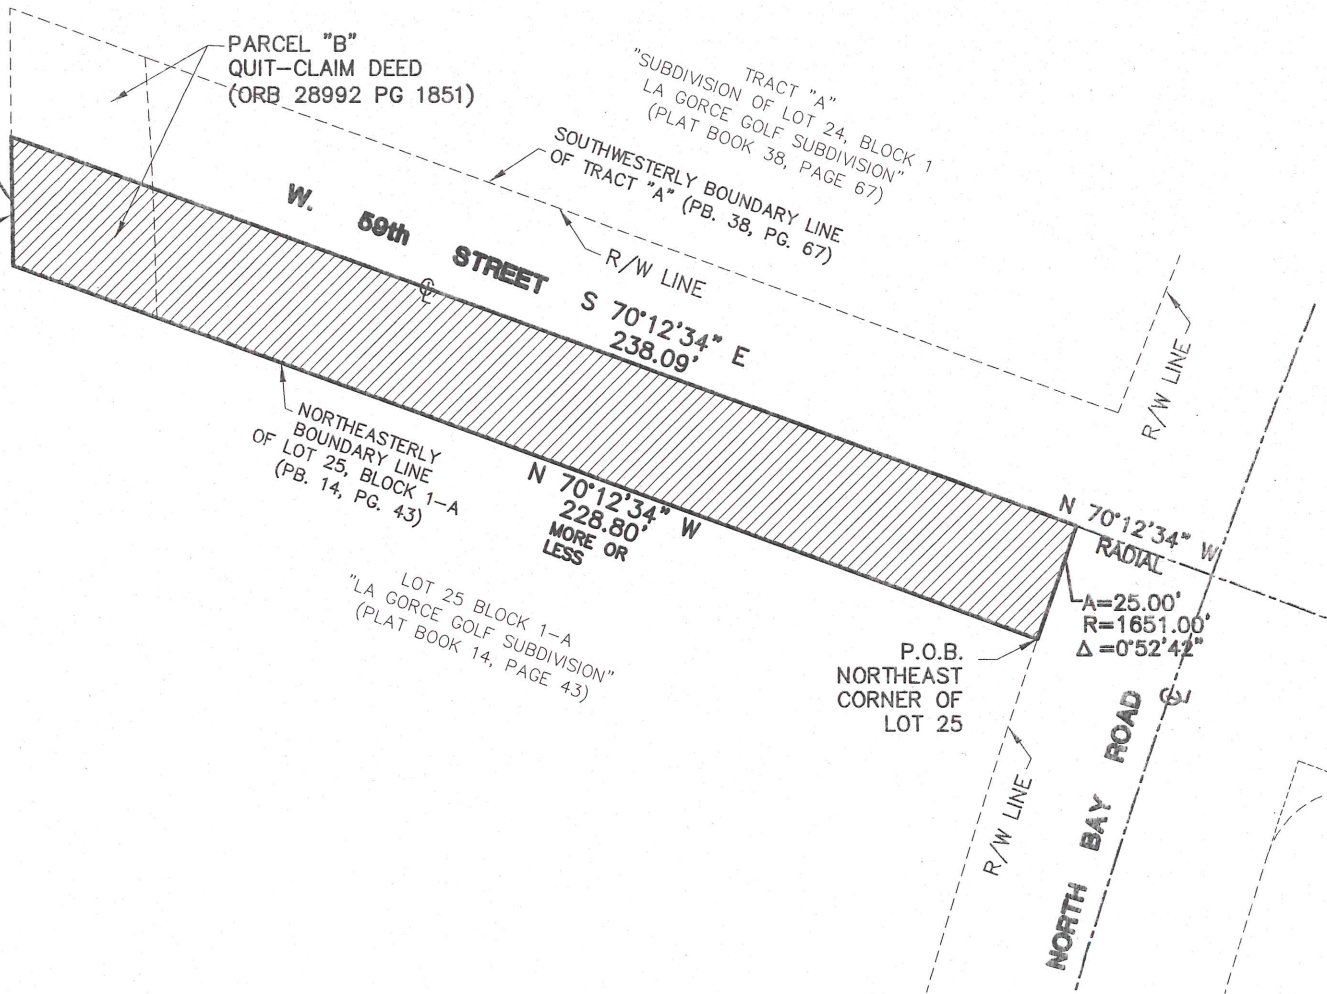 PARCEL "B"
QUIT-CLAIM DEED
(ORB 28992 PG 1851)
TRACT "A"
"SUBDIVISION OF LOT 24, BLOCK 1
LA GORCE GOLF SUBDIVISION"
(PLAT BOOK 38, PAGE 67)
SOUTHWESTERLY BOUNDARY LINE
OF TRACT "A" (PB. 38, PG. 67)
R/W LINE
W. 59th STREET
S 70°12'34" E
238.09'
R/W LINE
NORTHEASTERLY
BOUNDARY LINE
OF LOT 25, BLOCK 1-A
(PB. 14, PG. 43)
N 70°12'34" W
228.80'
MORE OR
LESS
N 70°12'34" W
RADIAL
A=25.00'
R=1651.00'
Δ=0°52'42"
LOT 25 BLOCK 1-A
"LA GORCE GOLF SUBDIVISION"
(PLAT BOOK 14, PAGE 43)
P.O.B.
NORTHEAST
CORNER OF
LOT 25
R/W LINE
NORTH BAY ROAD